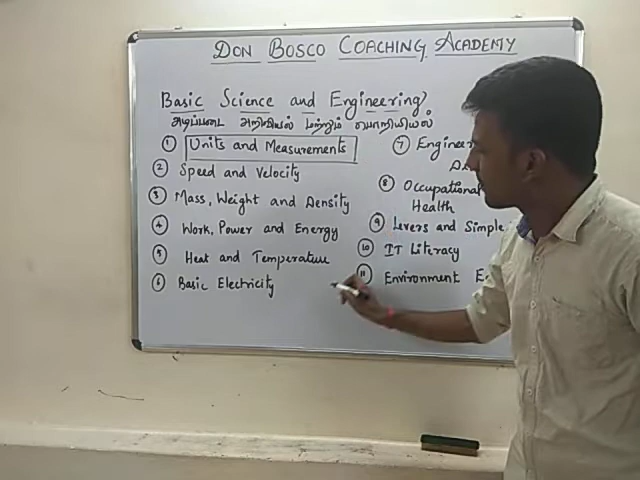 DON BOSCO COACHING ACADEMY
Basic Science and Engineering
அடிப்படை அறிவியல் மற்றும் பொறியியல்
① Units and Measurements
② Speed and Velocity
③ Mass, Weight and Density
④ Work, Power and Energy
⑤ Heat and Temperature
⑥ Basic Electricity
⑦
⑧ Occupational
Health
⑨ Levers and Simple
⑩ IT Literacy
⑪ Environment